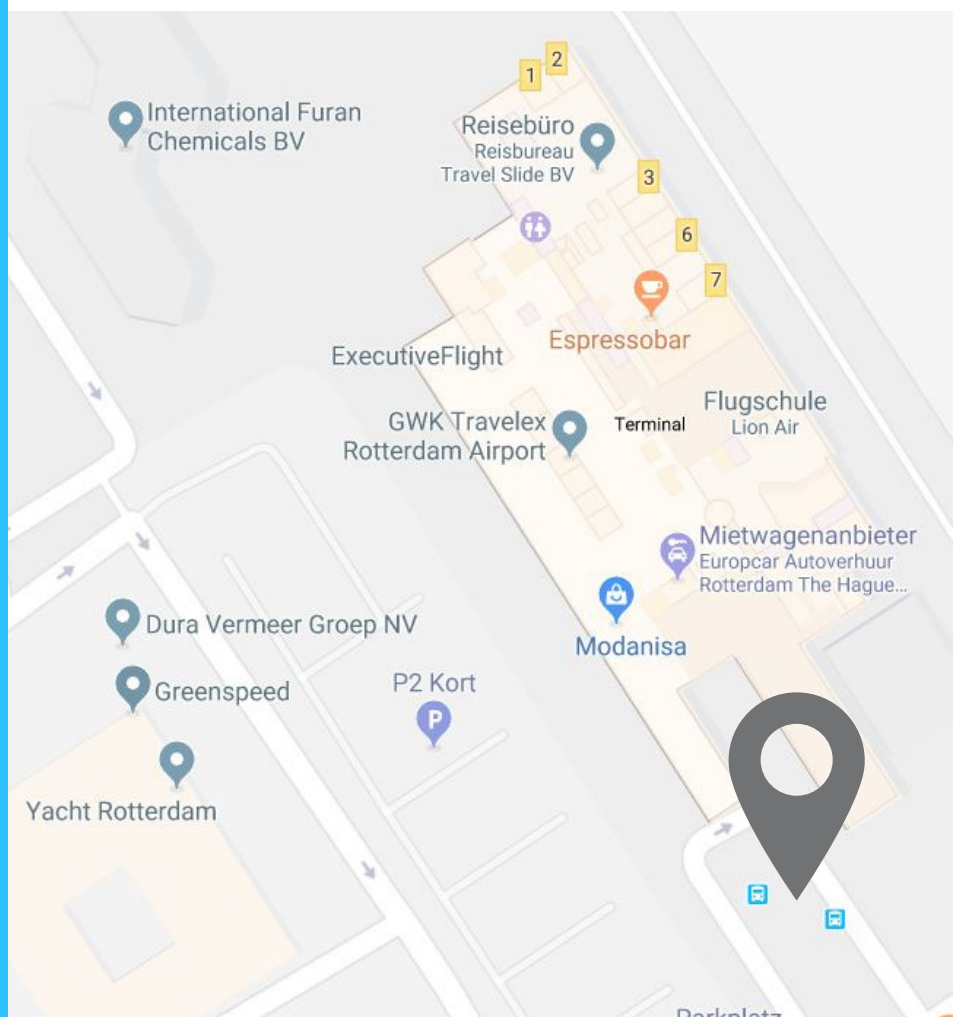 2
1
International Furan
Chemicals BV
Reisebüro
Reisbureau
Travel Slide BV
3
6
7
Espressobar
ExecutiveFlight
Flugschule
Lion Air
GWK Travelex
Rotterdam Airport
Terminal
Mietwagenanbieter
Europcar Autoverhuur
Rotterdam The Hague...
Modanisa
Dura Vermeer Groep NV
P2 Kort
P
Greenspeed
Yacht Rotterdam
Parkplatz